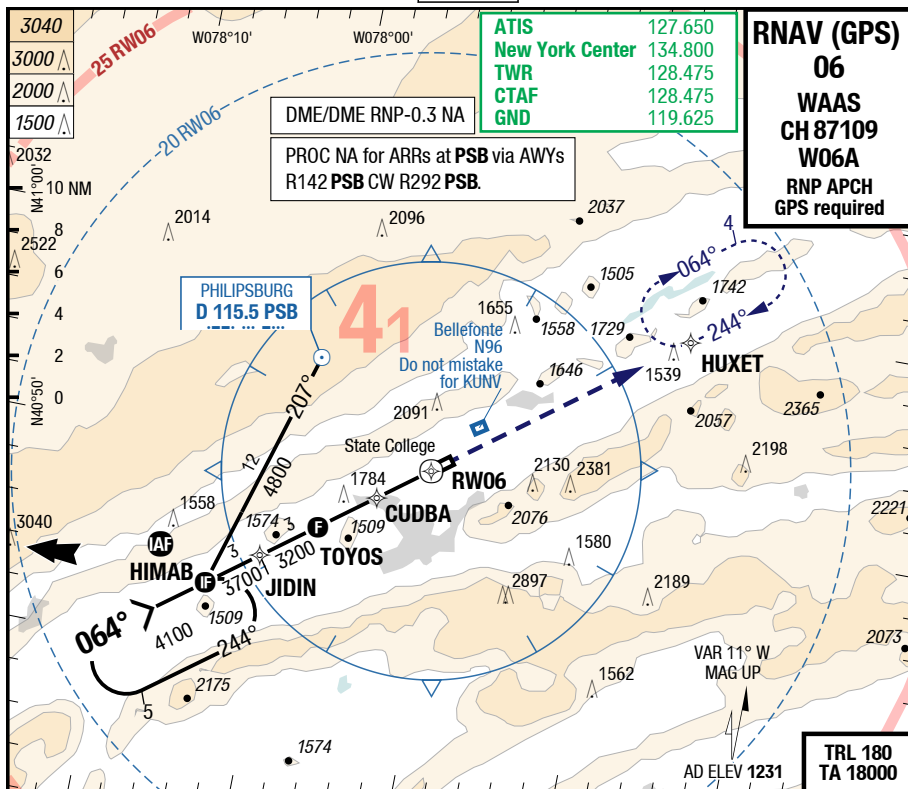 3040
3000
2000
1500
W078°10'
W078°00'
25 RW06
20 RW06
ATIS 127.650
New York Center 134.800
TWR 128.475
CTAF 128.475
GND 119.625
RNAV (GPS)
06
WAAS
CH 87109
W06A
RNP APCH
GPS required
DME/DME RNP-0.3 NA
PROC NA for ARRs at PSB via AWYs
R142 PSB CW R292 PSB.
2032
N41°00'
10 NM
8
6
4
2
0
N40°50'
2522
2014
2096
2037
4
064°
244°
1505
1742
PHILIPSBURG
D 115.5 PSB
41
1655
1558
1729
Bellefonte
N96
Do not mistake
for KUNV
1646
1539
HUXET
207°
2091
2057
2365
State College
12
4800
RW06
2130
2381
2198
1784
CUDBA
1558
1574
3
1509
2076
2221
3040
IAF
HIMAB
3
F
TOYOS
3200
1580
IF
3700
JIDIN
2897
2189
1509
064°
4100
244°
2073
VAR 11° W
MAG UP
2175
5
1562
1574
AD ELEV 1231
TRL 180
TA 18000